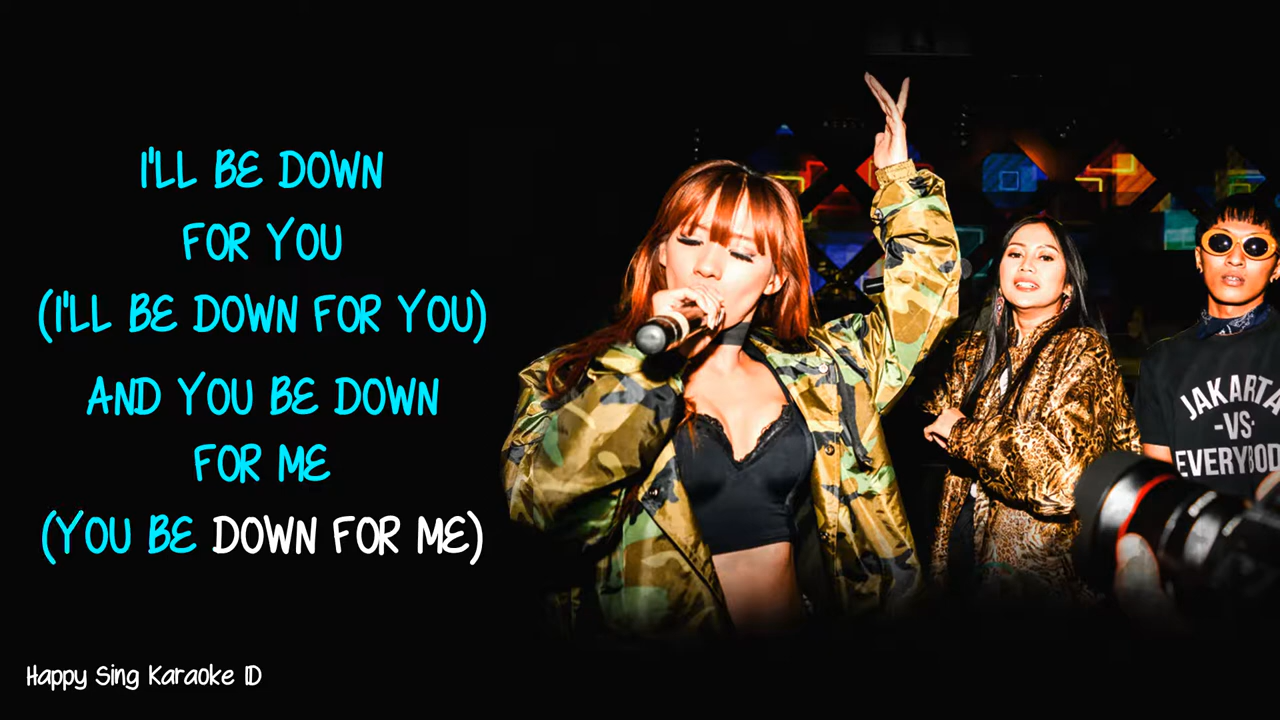 I'LL BE DOWN
FOR YOU
(I'LL BE DOWN FOR YOU)
AND YOU BE DOWN
FOR ME
(YOU BE DOWN FOR ME)
Happy Sing Karaoke ID
JAKARTA
-VS-
EVERYBOD